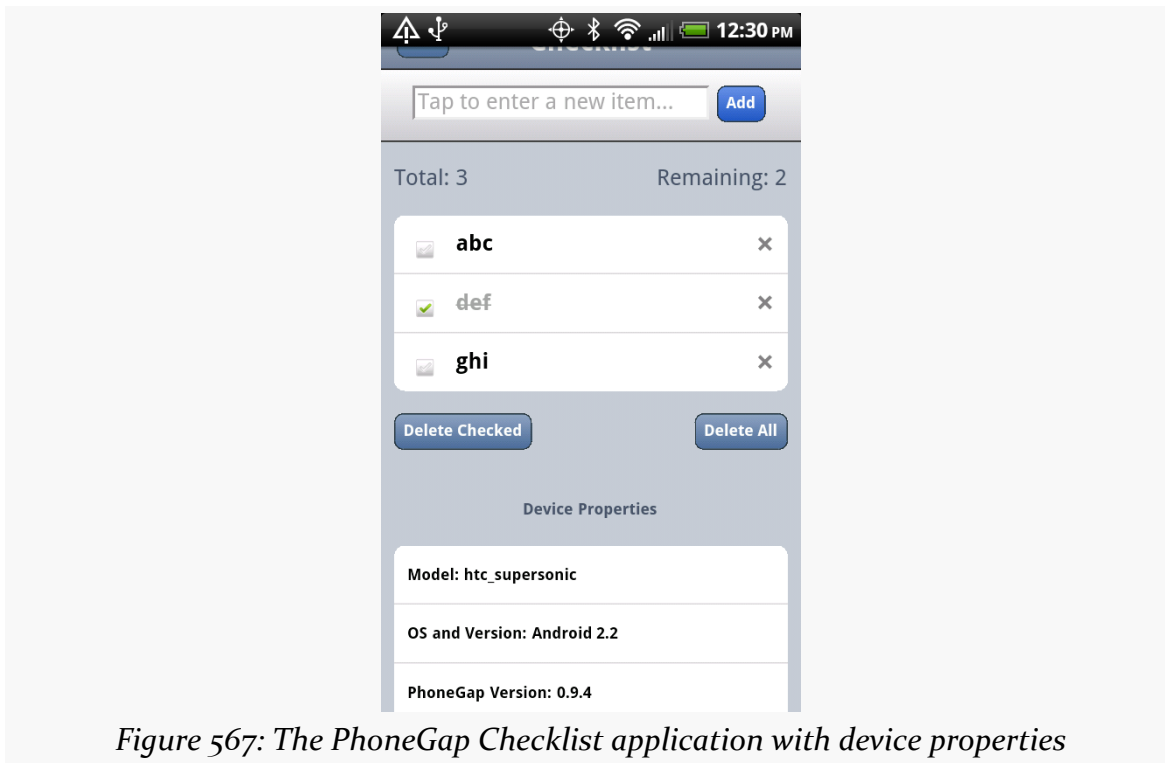 12:30 PM
Checklist
Tap to enter a new item...
Add
Total: 3
Remaining: 2
abc
def
ghi
Delete Checked
Delete All
Device Properties
Model: htc_supersonic
OS and Version: Android 2.2
PhoneGap Version: 0.9.4
Figure 567: The PhoneGap Checklist application with device properties